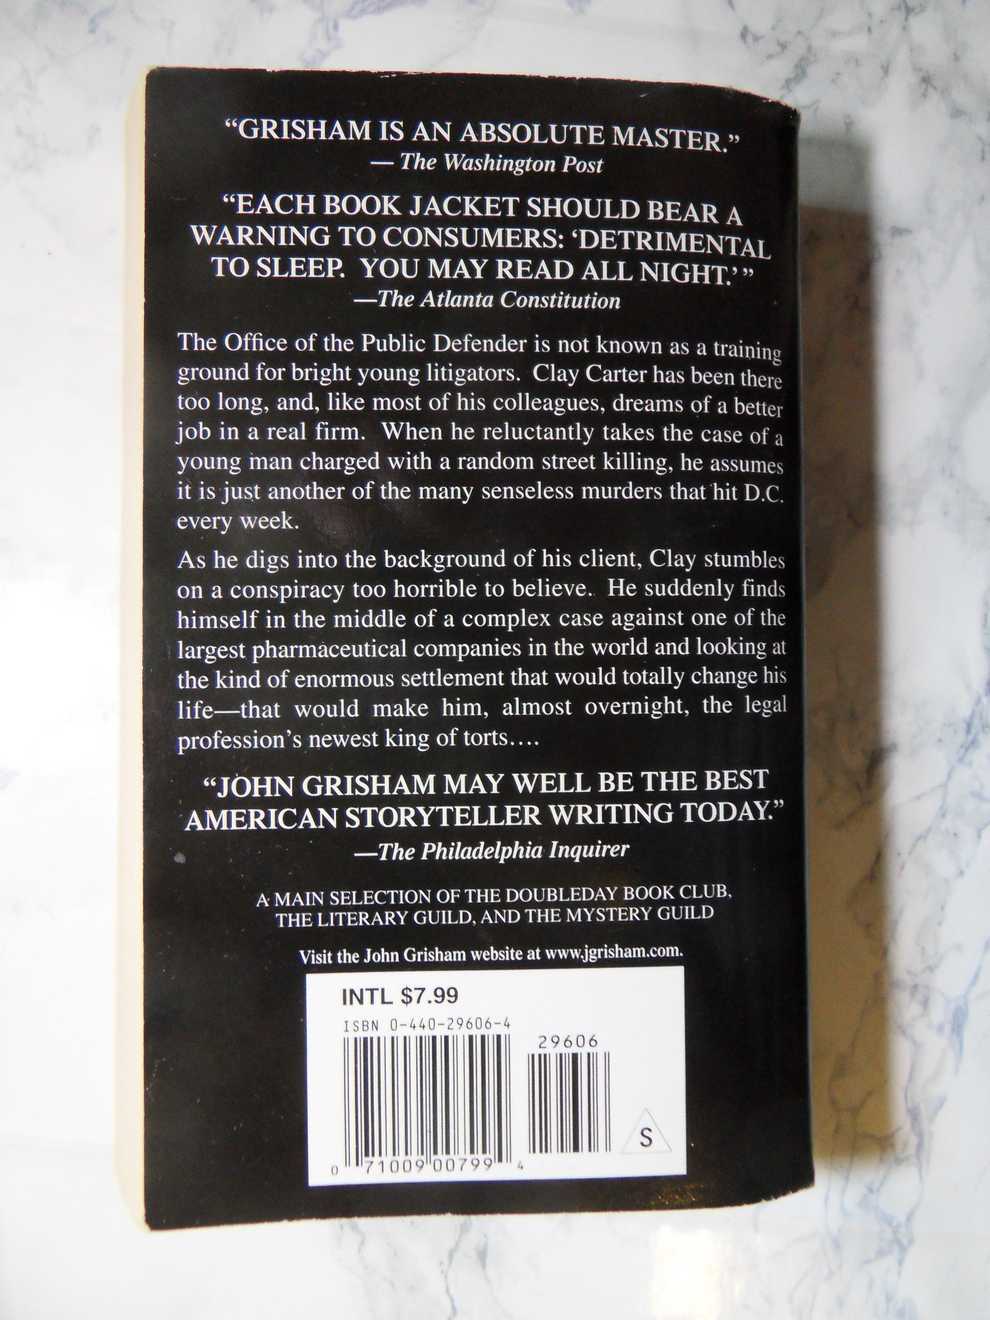 “GRISHAM IS AN ABSOLUTE MASTER.”
— The Washington Post
“EACH BOOK JACKET SHOULD BEAR A
WARNING TO CONSUMERS: ‘DETRIMENTAL
TO SLEEP. YOU MAY READ ALL NIGHT.’”
—The Atlanta Constitution
The Office of the Public Defender is not known as a training
ground for bright young litigators. Clay Carter has been there
too long, and, like most of his colleagues, dreams of a better
job in a real firm. When he reluctantly takes the case of a
young man charged with a random street killing, he assumes
it is just another of the many senseless murders that hit D.C.
every week.
As he digs into the background of his client, Clay stumbles
on a conspiracy too horrible to believe. He suddenly finds
himself in the middle of a complex case against one of the
largest pharmaceutical companies in the world and looking at
the kind of enormous settlement that would totally change his
life—that would make him, almost overnight, the legal
profession’s newest king of torts….
“JOHN GRISHAM MAY WELL BE THE BEST
AMERICAN STORYTELLER WRITING TODAY.”
—The Philadelphia Inquirer
A MAIN SELECTION OF THE DOUBLEDAY BOOK CLUB,
THE LITERARY GUILD, AND THE MYSTERY GUILD
Visit the John Grisham website at www.jgrisham.com.
INTL $7.99
ISBN 0-440-29606-4
29606
S
0 71009 00799 4